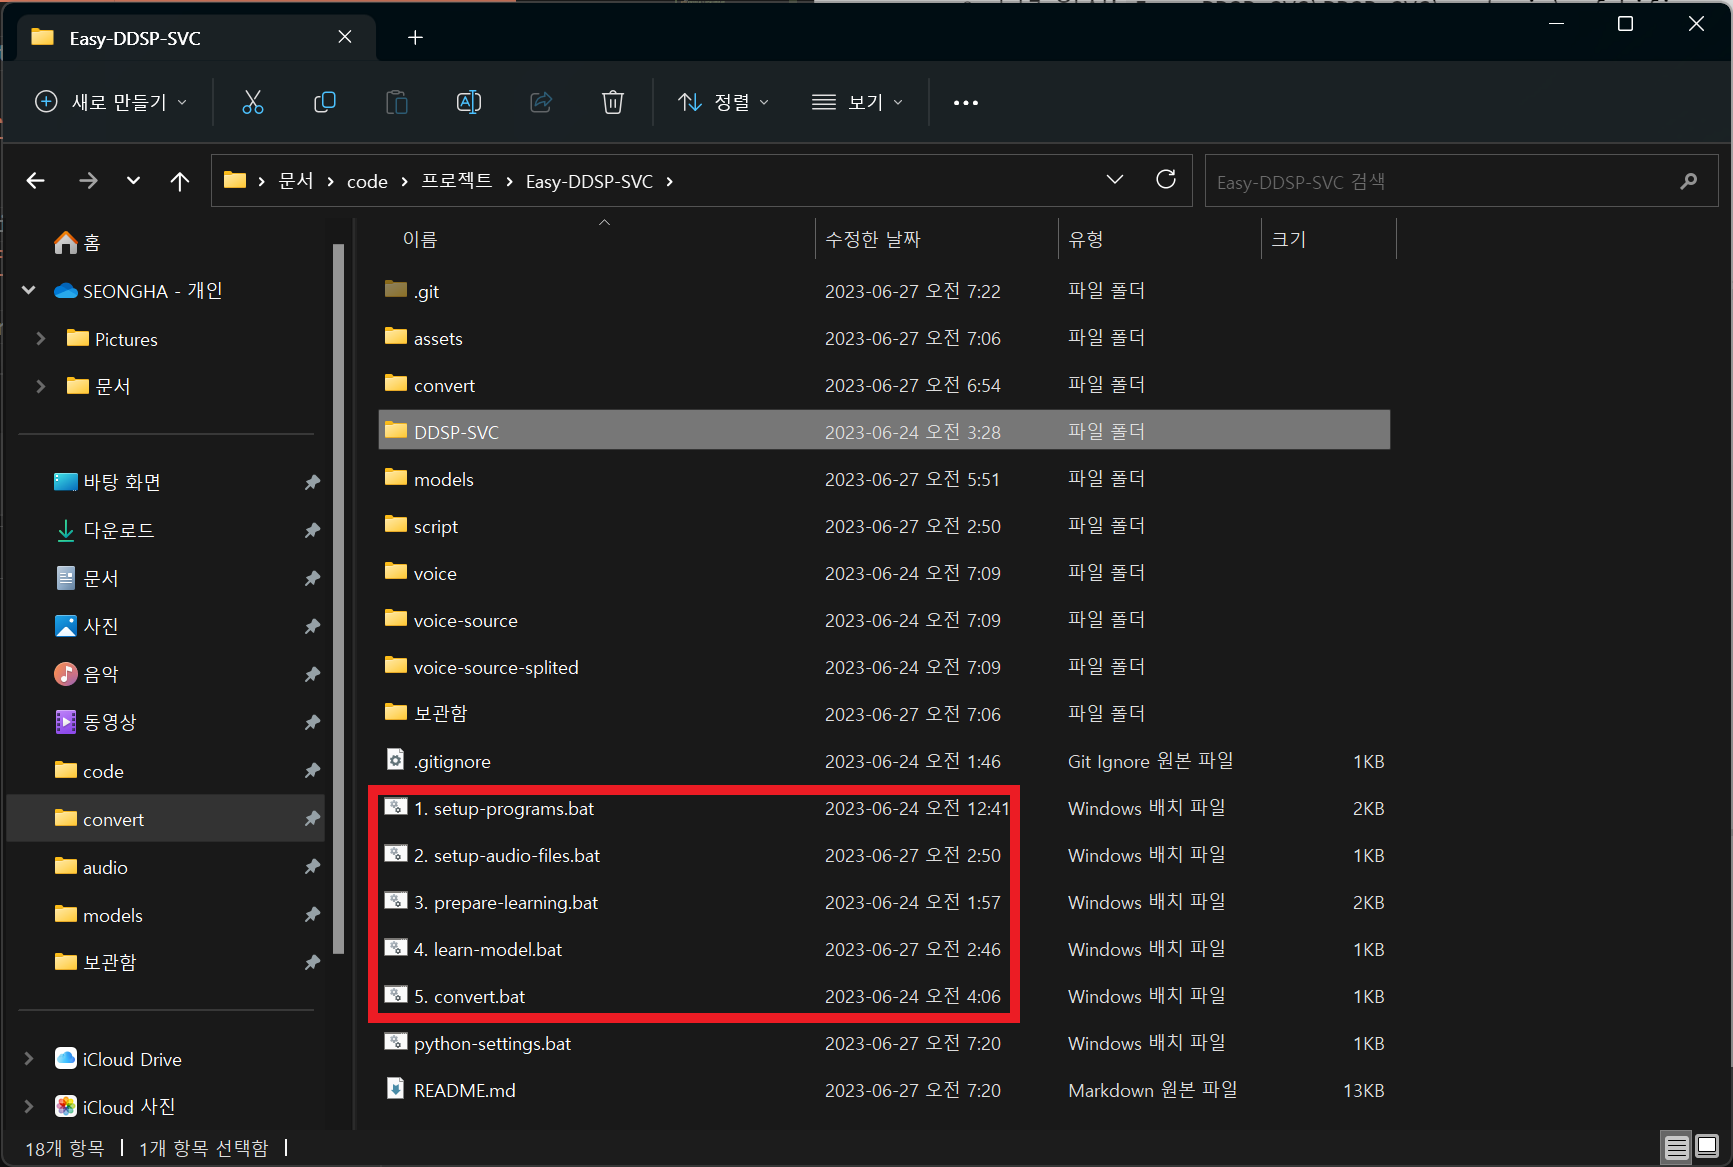 Easy-DDSP-SVC
새로 만들기
정렬
보기
문서 code 프로젝트 Easy-DDSP-SVC
Easy-DDSP-SVC 검색
홈
SEONGHA - 개인
Pictures
문서
바탕 화면
다운로드
문서
사진
음악
동영상
code
convert
audio
models
보관함
iCloud Drive
iCloud 사진
이름 수정한 날짜 유형 크기
.git 2023-06-27 오전 7:22 파일 폴더
assets 2023-06-27 오전 7:06 파일 폴더
convert 2023-06-27 오전 6:54 파일 폴더
DDSP-SVC 2023-06-24 오전 3:28 파일 폴더
models 2023-06-27 오전 5:51 파일 폴더
script 2023-06-27 오전 2:50 파일 폴더
voice 2023-06-24 오전 7:09 파일 폴더
voice-source 2023-06-24 오전 7:09 파일 폴더
voice-source-splited 2023-06-24 오전 7:09 파일 폴더
보관함 2023-06-27 오전 7:06 파일 폴더
.gitignore 2023-06-24 오전 1:46 Git Ignore 원본 파일 1KB
1. setup-programs.bat 2023-06-24 오전 12:41 Windows 배치 파일 2KB
2. setup-audio-files.bat 2023-06-27 오전 2:50 Windows 배치 파일 1KB
3. prepare-learning.bat 2023-06-24 오전 1:57 Windows 배치 파일 2KB
4. learn-model.bat 2023-06-27 오전 2:46 Windows 배치 파일 1KB
5. convert.bat 2023-06-24 오전 4:06 Windows 배치 파일 1KB
python-settings.bat 2023-06-27 오전 7:20 Windows 배치 파일 1KB
README.md 2023-06-27 오전 7:20 Markdown 원본 파일 13KB
18개 항목 1개 항목 선택함